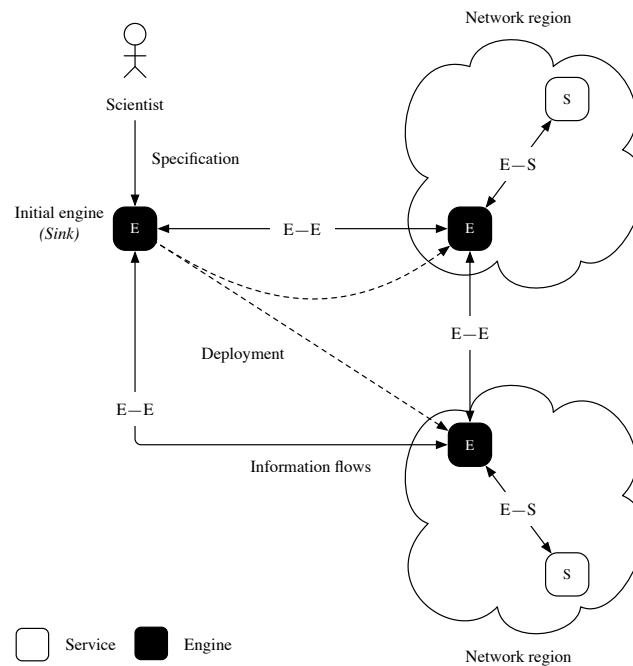 Network region
S
Scientist
Specification
E—S
Initial engine
(Sink)
E
E—E
E
Deployment
E—E
E—E
E
Information flows
E—S
S
Service
Engine
Network region